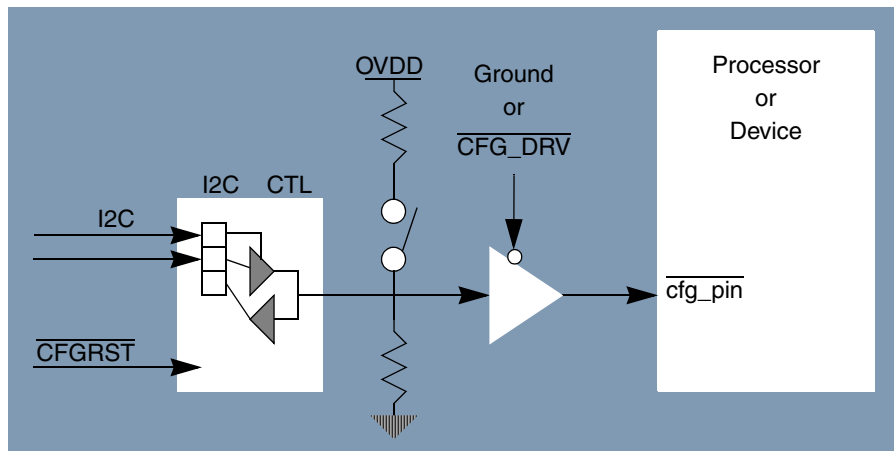 OVDD
Ground
or
CFG_DRV
Processor
or
Device
I2C CTL
I2C
cfg_pin
CFGRST